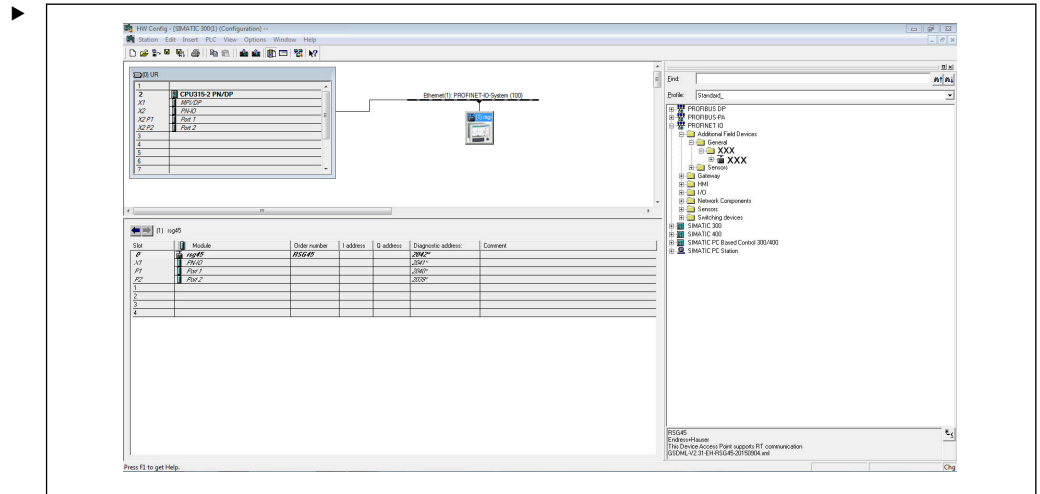 HW Config - [SIMATIC 300(1) (Configuration) --
Station Edit Insert PLC View Options Window Help
(0) UR
1
2 CPU315-2 PN/DP
X1 MPI/DP
X2 PN-IO
X2 P1 Port 1
X2 P2 Port 2
3
4
5
6
7
Ethernet(1): PROFINET-IO-System (100)
(1) rsg
Find:
Profile: Standard_
PROFIBUS DP
PROFIBUS-PA
PROFINET IO
Additional Field Devices
General
XXX
XXX
Sensors
Gateway
HMI
I/O
Network Components
Sensors
Switching devices
SIMATIC 300
SIMATIC 400
SIMATIC PC Based Control 300/400
SIMATIC PC Station
(1) rsg45
Slot Module Order number I address Q address Diagnostic address: Comment
0 rsg45 RSG45 2042*
X1 PN-IO 2041*
P1 Port 1 2040*
P2 Port 2 2039*
1
2
3
4
RSG45
Endress+Hauser
This Device Access Point supports RT communication
GSDML-V2.31-EH-RSG45-20150904.xml
Press F1 to get Help.
Chg